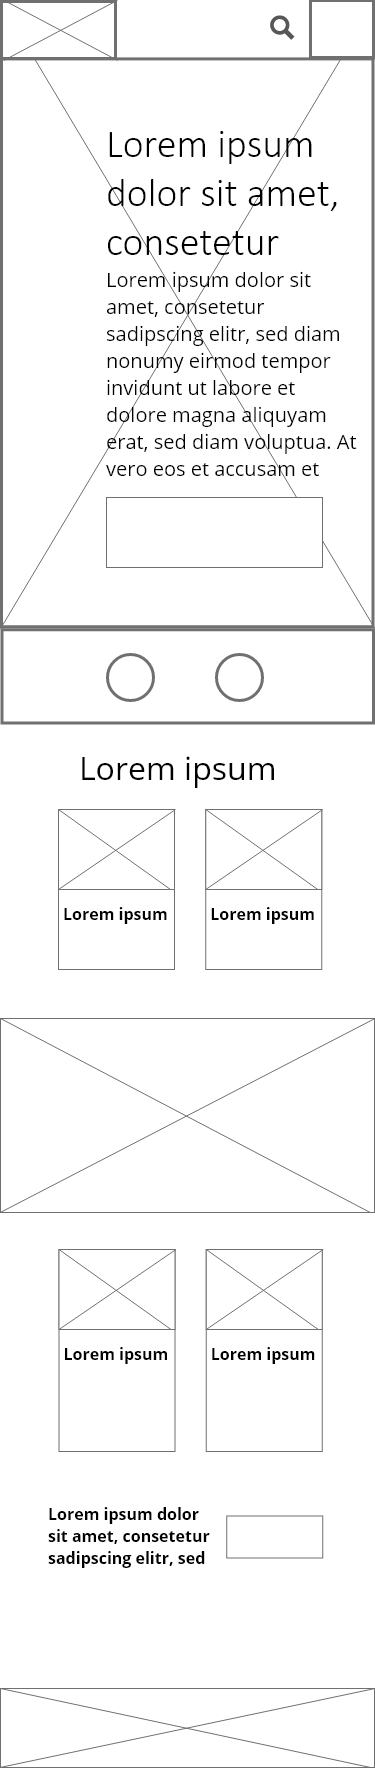 Lorem ipsum
dolor sit amet,
consetetur
Lorem ipsum dolor sit
amet, consetetur
sadipscing elitr, sed diam
nonumy eirmod tempor
invidunt ut labore et
dolore magna aliquyam
erat, sed diam voluptua. At
vero eos et accusam et
Lorem ipsum
Lorem ipsum
Lorem ipsum
Lorem ipsum
Lorem ipsum
Lorem ipsum dolor
sit amet, consetetur
sadipscing elitr, sed